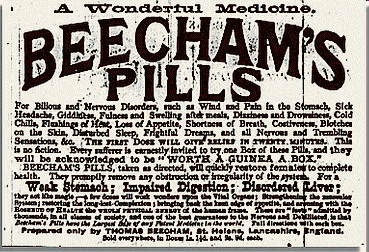 A Wonderful Medicine.
BEECHAM'S
PILLS
For Bilious and Nervous Disorders, such as Wind and Pain in the Stomach, Sick
Headache, Giddiness, Fulness and Swelling after meals, Dizziness and Drowsiness, Cold
Chills, Flushings of Heat, Loss of Appetite, Shortness of Breath, Costiveness, Blotches
on the Skin, Disturbed Sleep, Frightful Dreams, and all Nervous and Trembling
Sensations, &c. THE FIRST DOSE WILL GIVE RELIEF IN TWENTY MINUTES. This
is no fiction. Every sufferer is earnestly invited to try one Box of these Pills, and they
will be acknowledged to be "WORTH A GUINEA A BOX."
BEECHAM'S PILLS, taken as directed, will quickly restore females to complete
health. They promptly remove any obstruction or irregularity of the system. For
Weak Stomach; Impaired Digestion; Disordered Liver;
they act like magic—a few doses will work wonders upon the Vital Organs; Strengthening the muscular
System; restoring the long-lost Complexion; bringing back the keen edge of appetite, and arousing with the
ROSEBUD OF HEALTH the whole physical energy of the human frame. These are "facts" admitted by
thousands, in all classes of society, and one of the best guarantees to the Nervous and Debilitated, is that
Beecham's Pills have the Largest Sale of any Patent Medicine in the world. Full directions with each Box.
Prepared only by THOMAS BEECHAM, St. Helens, Lancashire, England.
Sold everywhere, in Boxes 1s. 1½d. and 2s. 9d. each.